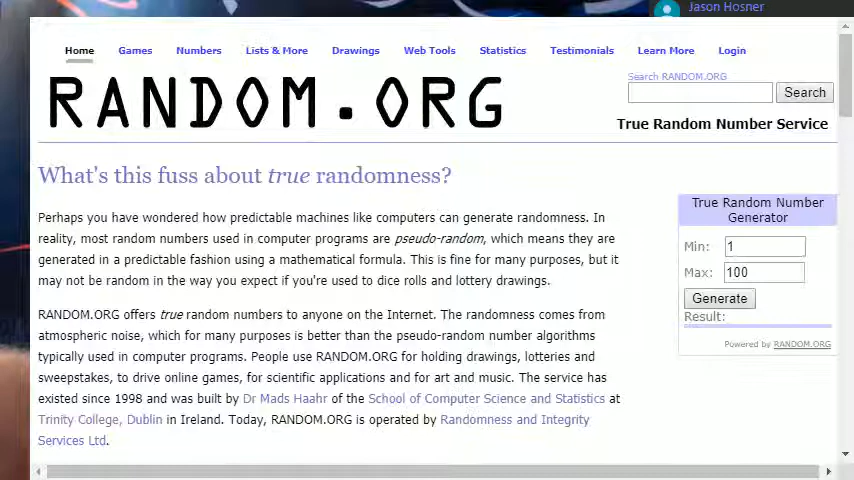 Jason Hosner
Home Games Numbers Lists & More Drawings Web Tools Statistics Testimonials Learn More Login
RANDOM.ORG
Search RANDOM.ORG
Search
True Random Number Service
What's this fuss about true randomness?
Perhaps you have wondered how predictable machines like computers can generate randomness. In
reality, most random numbers used in computer programs are pseudo-random, which means they are
generated in a predictable fashion using a mathematical formula. This is fine for many purposes, but it
may not be random in the way you expect if you're used to dice rolls and lottery drawings.
RANDOM.ORG offers true random numbers to anyone on the Internet. The randomness comes from
atmospheric noise, which for many purposes is better than the pseudo-random number algorithms
typically used in computer programs. People use RANDOM.ORG for holding drawings, lotteries and
sweepstakes, to drive online games, for scientific applications and for art and music. The service has
existed since 1998 and was built by Dr Mads Haahr of the School of Computer Science and Statistics at
Trinity College, Dublin in Ireland. Today, RANDOM.ORG is operated by Randomness and Integrity
Services Ltd.
True Random Number
Generator
Min: 1
Max: 100
Generate
Result:
Powered by RANDOM.ORG